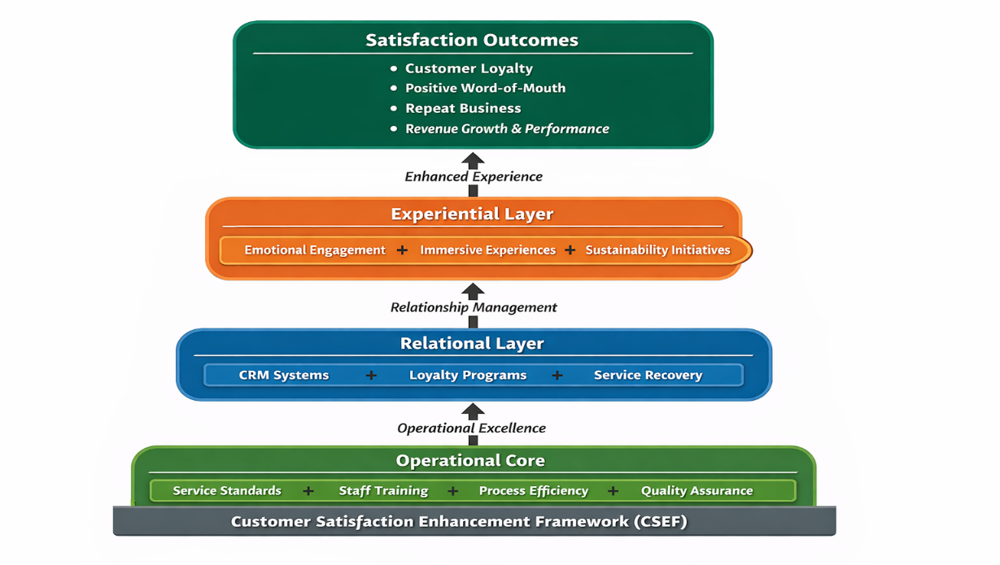 Satisfaction Outcomes
• Customer Loyalty
• Positive Word-of-Mouth
• Repeat Business
• Revenue Growth & Performance
Enhanced Experience
Experiential Layer
Emotional Engagement + Immersive Experiences + Sustainability Initiatives
Relationship Management
Relational Layer
CRM Systems + Loyalty Programs + Service Recovery
Operational Excellence
Operational Core
Service Standards + Staff Training + Process Efficiency + Quality Assurance
Customer Satisfaction Enhancement Framework (CSEF)